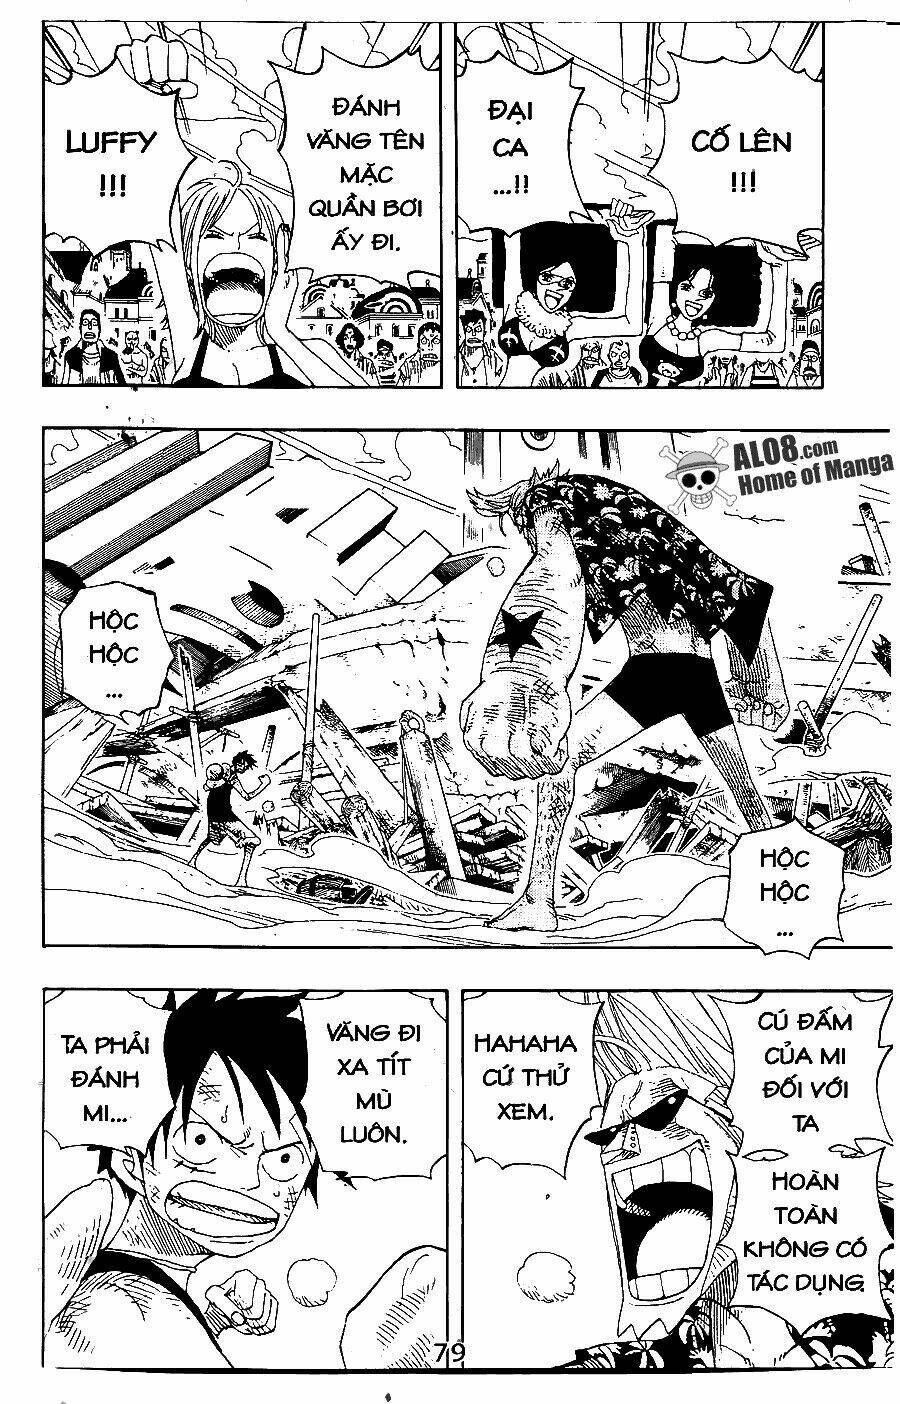 CỐ LÊN
!!!
ĐẠI
CA
...!!
ĐÁNH
VĂNG TÊN
MẶC
QUẦN BƠI
ẤY ĐI.
LUFFY
!!!
AL08.com
Home of Manga
HỘC
HỘC
...
HỘC
HỘC
...
CÚ ĐẤM
CỦA MI
ĐỐI VỚI
TA
HOÀN
TOÀN
KHÔNG CÓ
TÁC DỤNG.
HAHAHA
CỨ THỬ
XEM.
VĂNG ĐI
XA TÍT
MÙ
LUÔN.
TA PHẢI
ĐÁNH
MI...
79